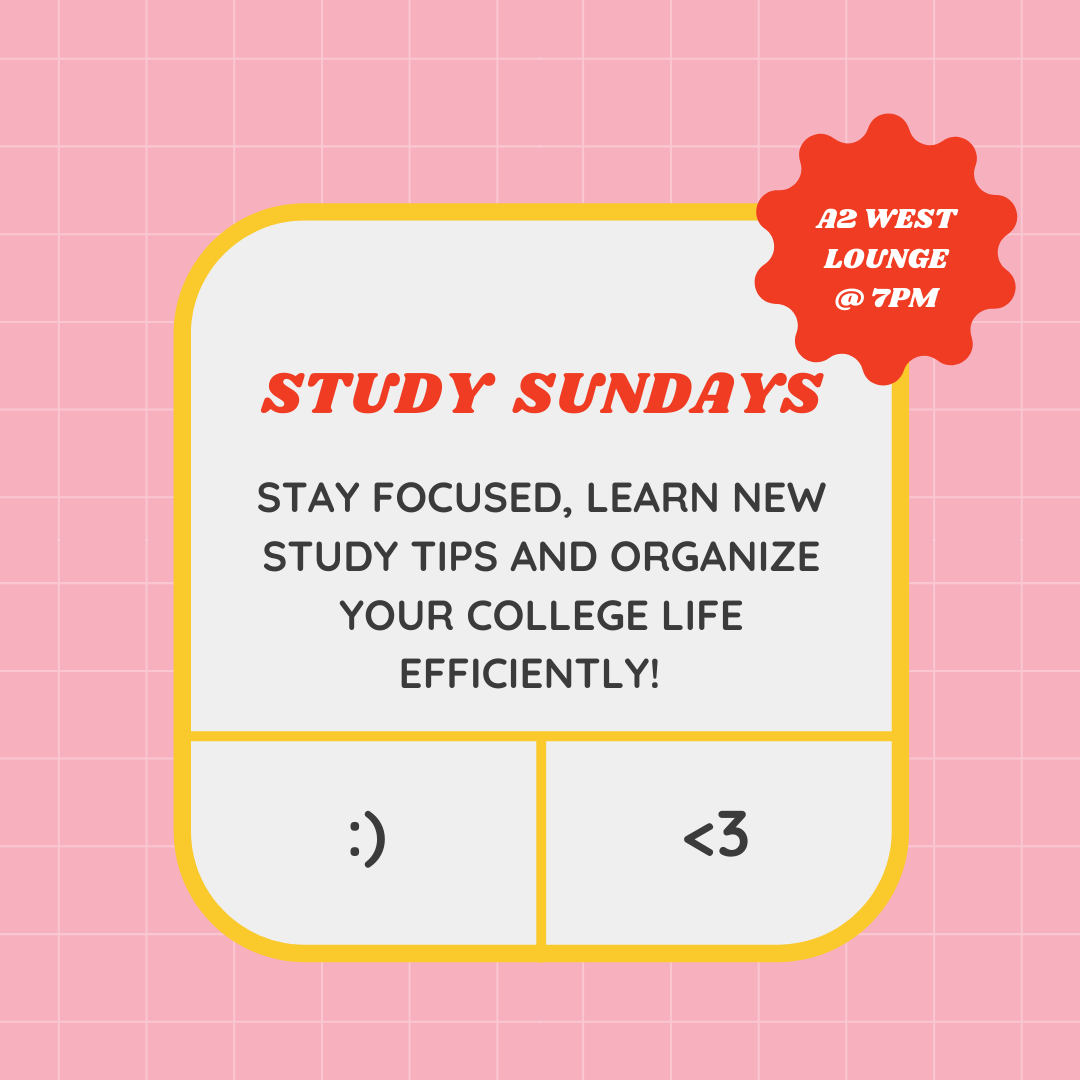 A2 WEST
LOUNGE
@ 7PM
STUDY SUNDAYS
STAY FOCUSED, LEARN NEW
STUDY TIPS AND ORGANIZE
YOUR COLLEGE LIFE
EFFICIENTLY!
:)
<3